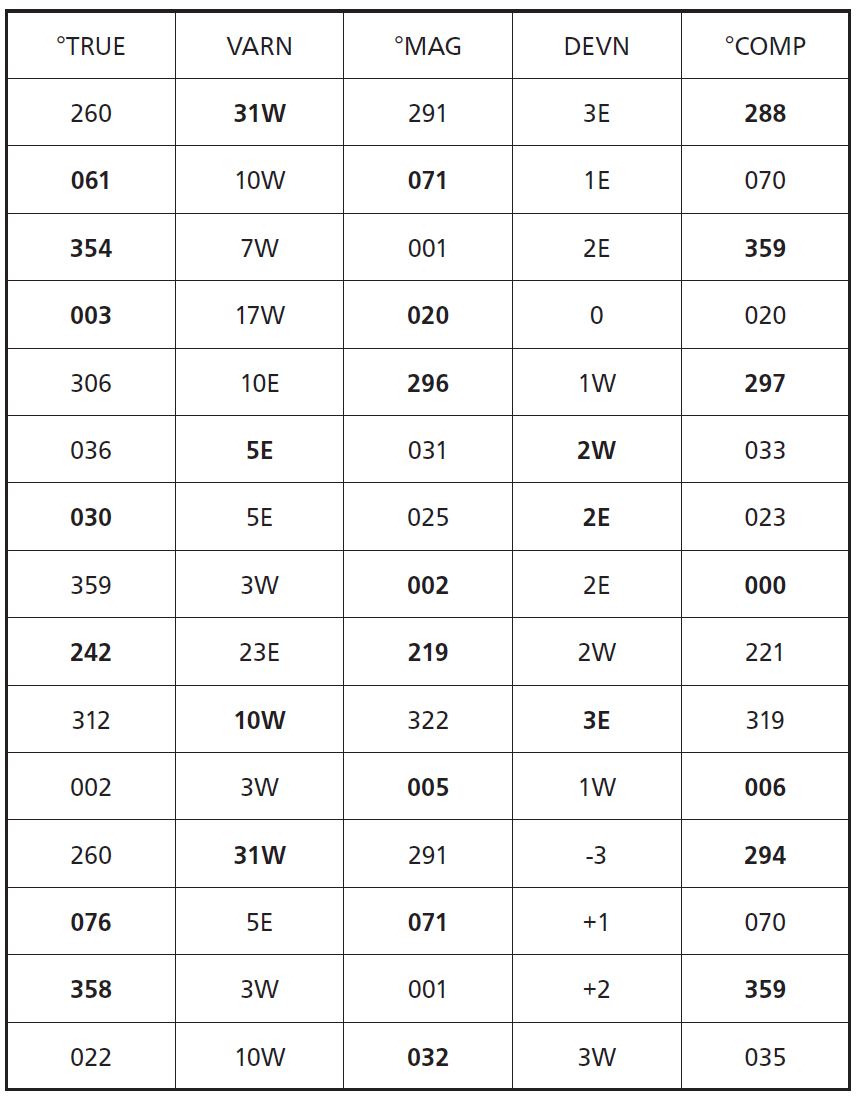 °TRUE VARN °MAG DEVN °COMP
260 31W 291 3E 288
061 10W 071 1E 070
354 7W 001 2E 359
003 17W 020 0 020
306 10E 296 1W 297
036 5E 031 2W 033
030 5E 025 2E 023
359 3W 002 2E 000
242 23E 219 2W 221
312 10W 322 3E 319
002 3W 005 1W 006
260 31W 291 -3 294
076 5E 071 +1 070
358 3W 001 +2 359
022 10W 032 3W 035